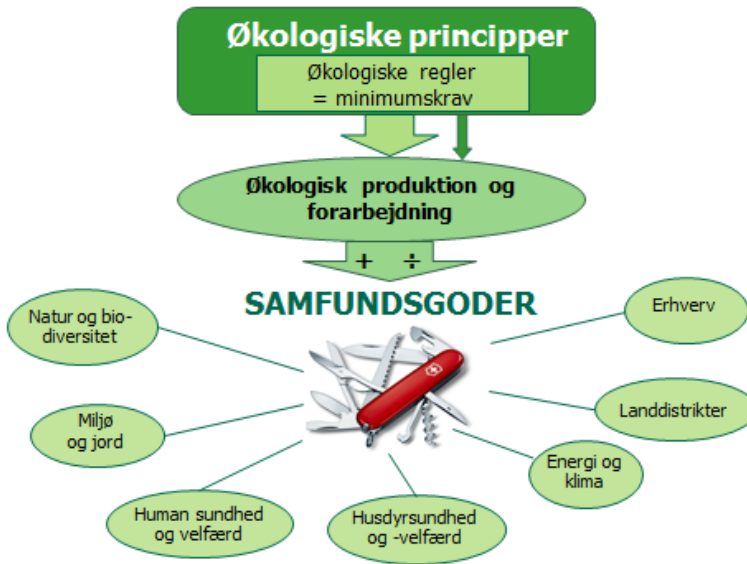 Økologiske principper
Økologiske regler
= minimumskrav
Økologisk produktion og
forarbejdning
+ ÷
SAMFUNDSGODER
Natur og bio-
diversitet
Erhverv
Miljø
og jord
Landdistrikter
Energi og
klima
Human sundhed
og velfærd
Husdyrsundhed
og -velfærd